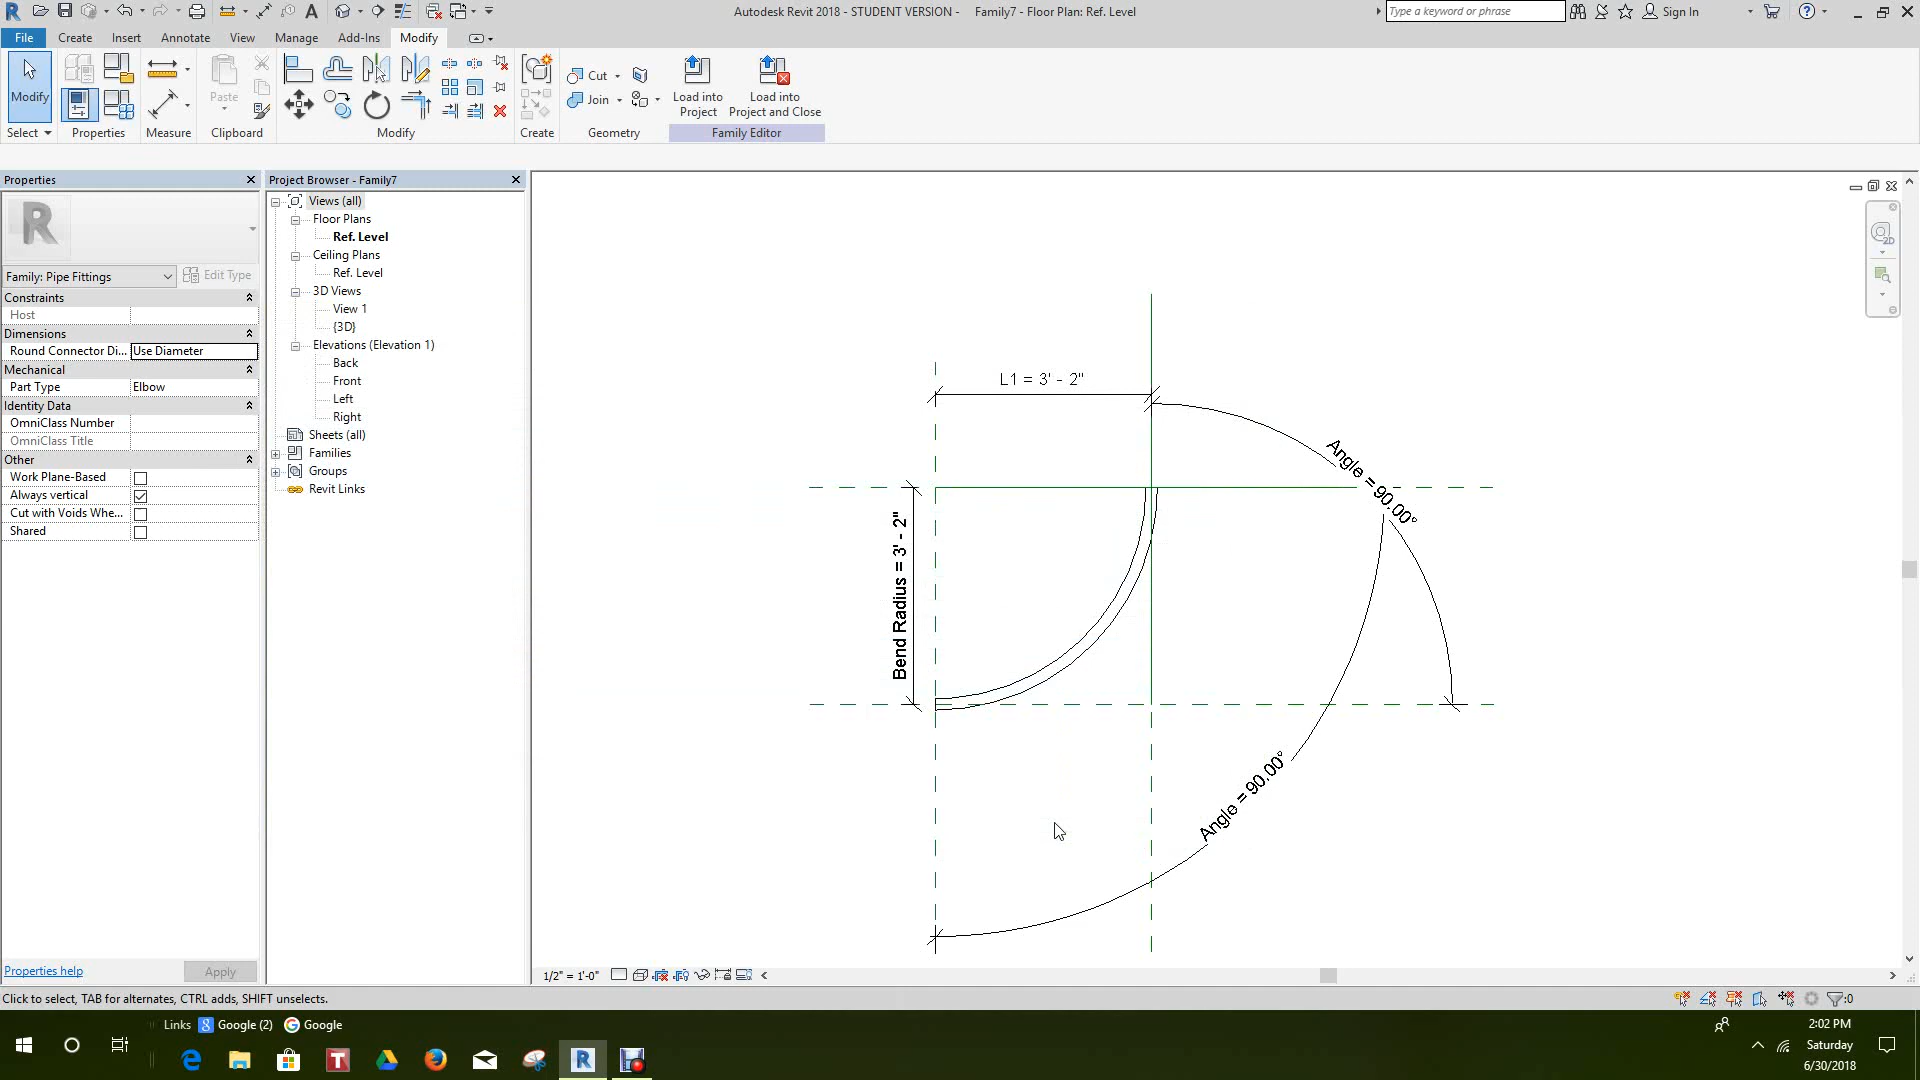 Autodesk Revit 2018 - STUDENT VERSION - Family7 - Floor Plan: Ref. Level
Type a keyword or phrase
Sign In
File Create Insert Annotate View Manage Add-Ins Modify
Modify
Paste
Cut
Join
Load into Project
Load into Project and Close
Select Properties Measure Clipboard Modify Create Geometry Family Editor
Properties
Project Browser - Family7
Family: Pipe Fittings
Edit Type
Constraints
Host
Dimensions
Round Connector Di... Use Diameter
Mechanical
Part Type Elbow
Identity Data
OmniClass Number
OmniClass Title
Other
Work Plane-Based
Always vertical
Cut with Voids Whe...
Shared
Properties help
Apply
Views (all)
Floor Plans
Ref. Level
Ceiling Plans
Ref. Level
3D Views
View 1
{3D}
Elevations (Elevation 1)
Back
Front
Left
Right
Sheets (all)
Families
Groups
Revit Links
2D
L1 = 3' - 2"
Angle = 90.00°
Bend Radius = 3' - 2"
Angle = 90.00°
1/2" = 1'-0"
Click to select, TAB for alternates, CTRL adds, SHIFT unselects.
:0
Links Google (2) Google
2:02 PM
Saturday
6/30/2018